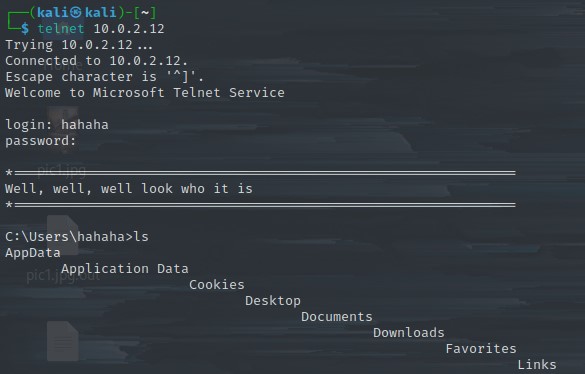 ┌──(kali㉿kali)-[~]
└─$ telnet 10.0.2.12
Trying 10.0.2.12...
Connected to 10.0.2.12.
Escape character is '^]'.
Welcome to Microsoft Telnet Service
login: hahaha
password:
pic1.jpg
*===============================================================
Well, well, well look who it is
*===============================================================
C:\Users\hahaha>ls
AppData
Application Data
pic1.jpg.out
Cookies
Desktop
Documents
Downloads
Favorites
Links